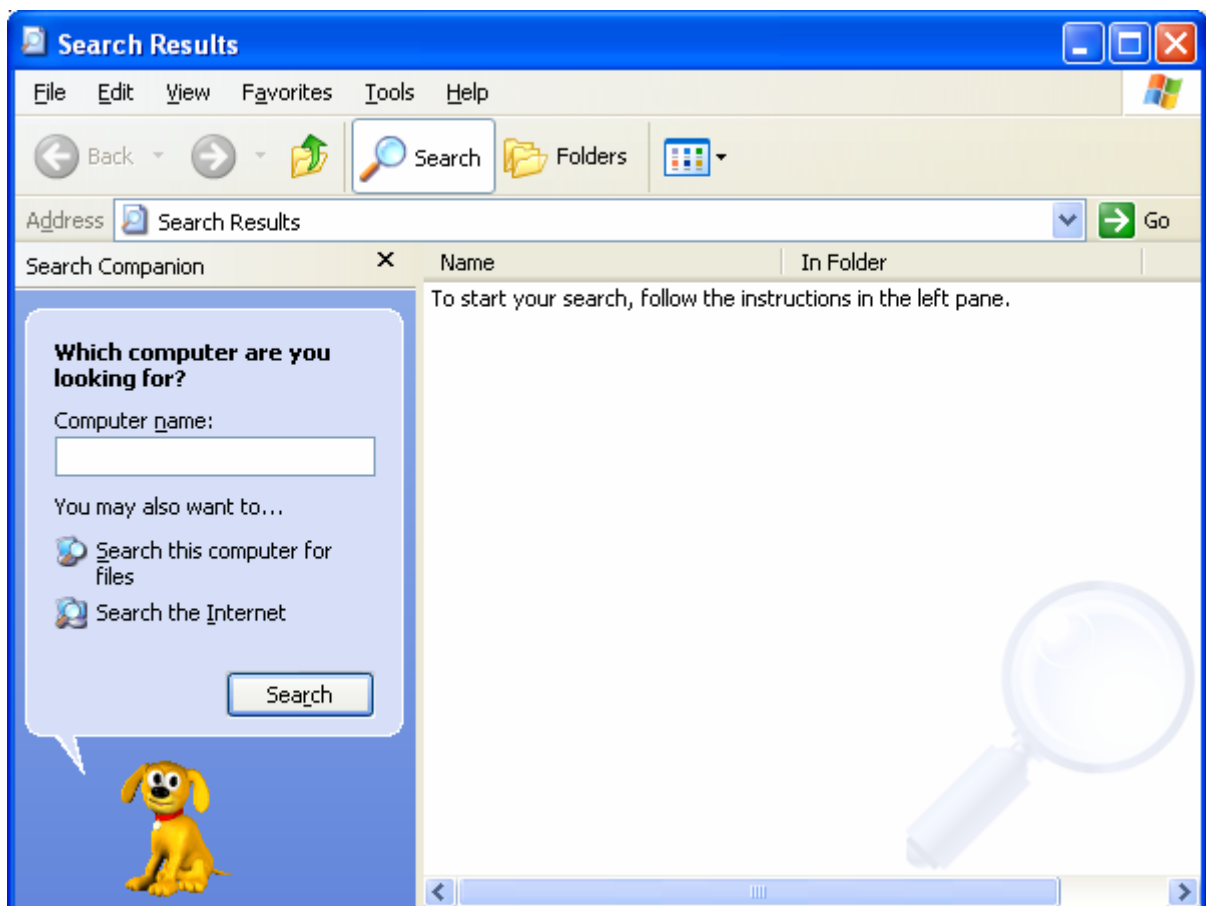 Search Results
File Edit View Favorites Tools Help
Back Search Folders
Address Search Results Go
Search Companion
Name In Folder
To start your search, follow the instructions in the left pane.
Which computer are you
looking for?
Computer name:
You may also want to...
Search this computer for
files
Search the Internet
Search